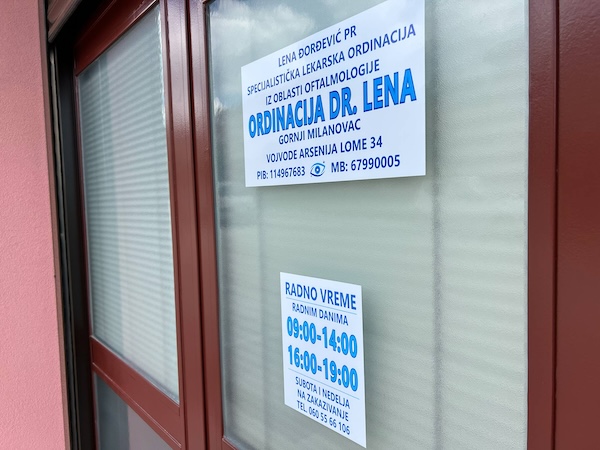 LENA ĐORĐEVIĆ PR
SPECIJALISTIČKA LEKARSKA ORDINACIJA
IZ OBLASTI OFTALMOLOGIJE
ORDINACIJA DR. LENA
GORNJI MILANOVAC
VOJVODE ARSENIJA LOME 34
PIB: 114967683 MB: 67990005
RADNO VREME
RADNIM DANIMA
09:00-14:00
16:00-19:00
SUBOTA I NEDELJA
NA ZAKAZIVANJE
TEL. 060 55 66 106